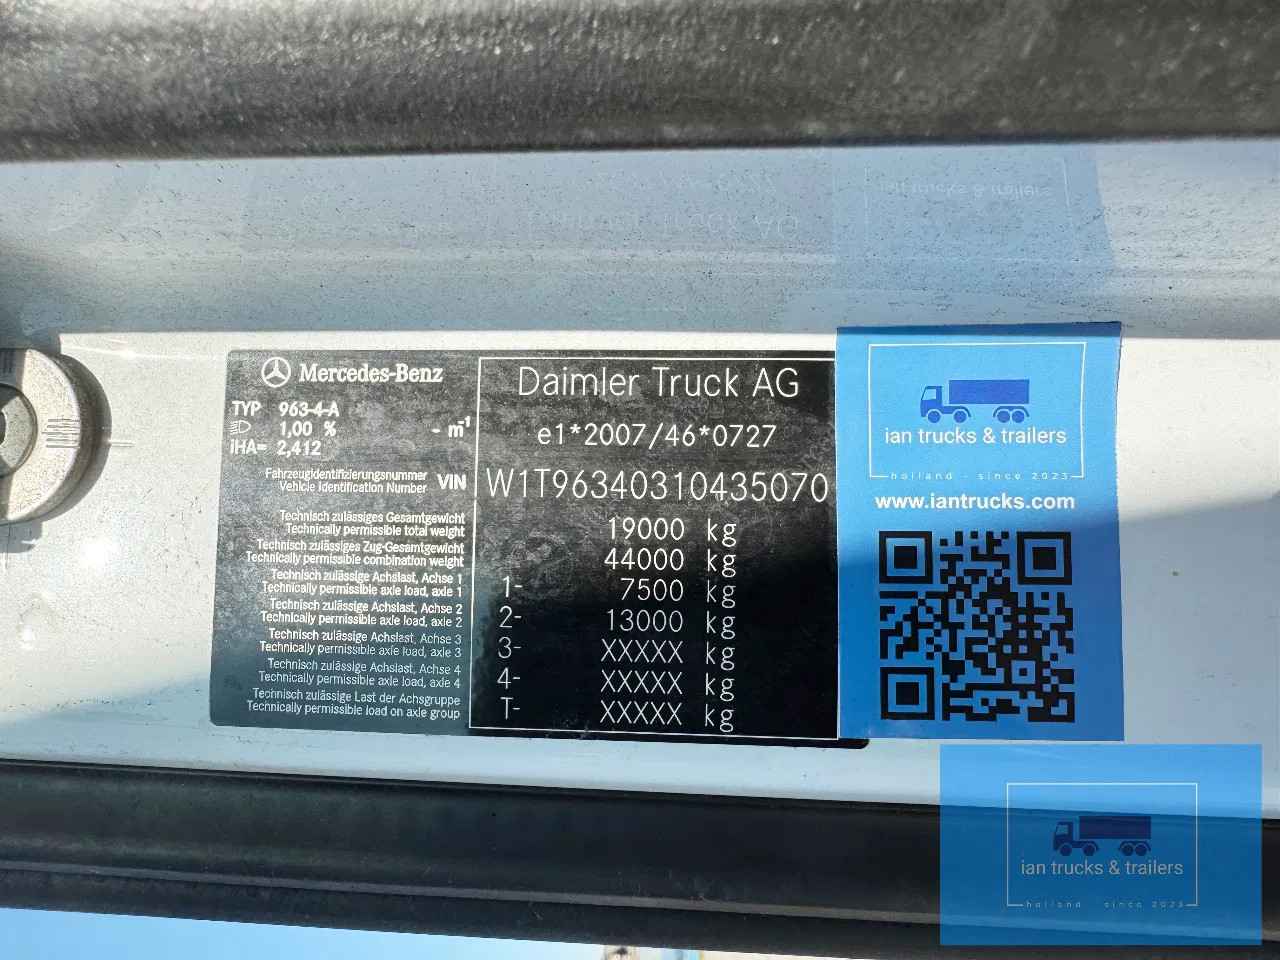 Mercedes-Benz
TYP 963-4-A
1,00 % - m⁻¹
iHA= 2,412
Fahrzeugidentifizierungsnummer
Vehicle Identification Number VIN
Technisch zulässiges Gesamtgewicht
Technically permissible total weight
Technisch zulässiges Zug-Gesamtgewicht
Technically permissible combination weight
Technisch zulässige Achslast, Achse 1
Technically permissible axle load, axle 1
Technisch zulässige Achslast, Achse 2
Technically permissible axle load, axle 2
Technisch zulässige Achslast, Achse 3
Technically permissible axle load, axle 3
Technisch zulässige Achslast, Achse 4
Technically permissible axle load, axle 4
Technisch zulässige Last der Achsgruppe
Technically permissible load on axle group
Daimler Truck AG
e1*2007/46*0727
W1T96340310435070
19000 kg
44000 kg
1- 7500 kg
2- 13000 kg
3- XXXXX kg
4- XXXXX kg
T- XXXXX kg
ian trucks & trailers
holland - since 2023
www.iantrucks.com
ian trucks & trailers
holland - since 2023